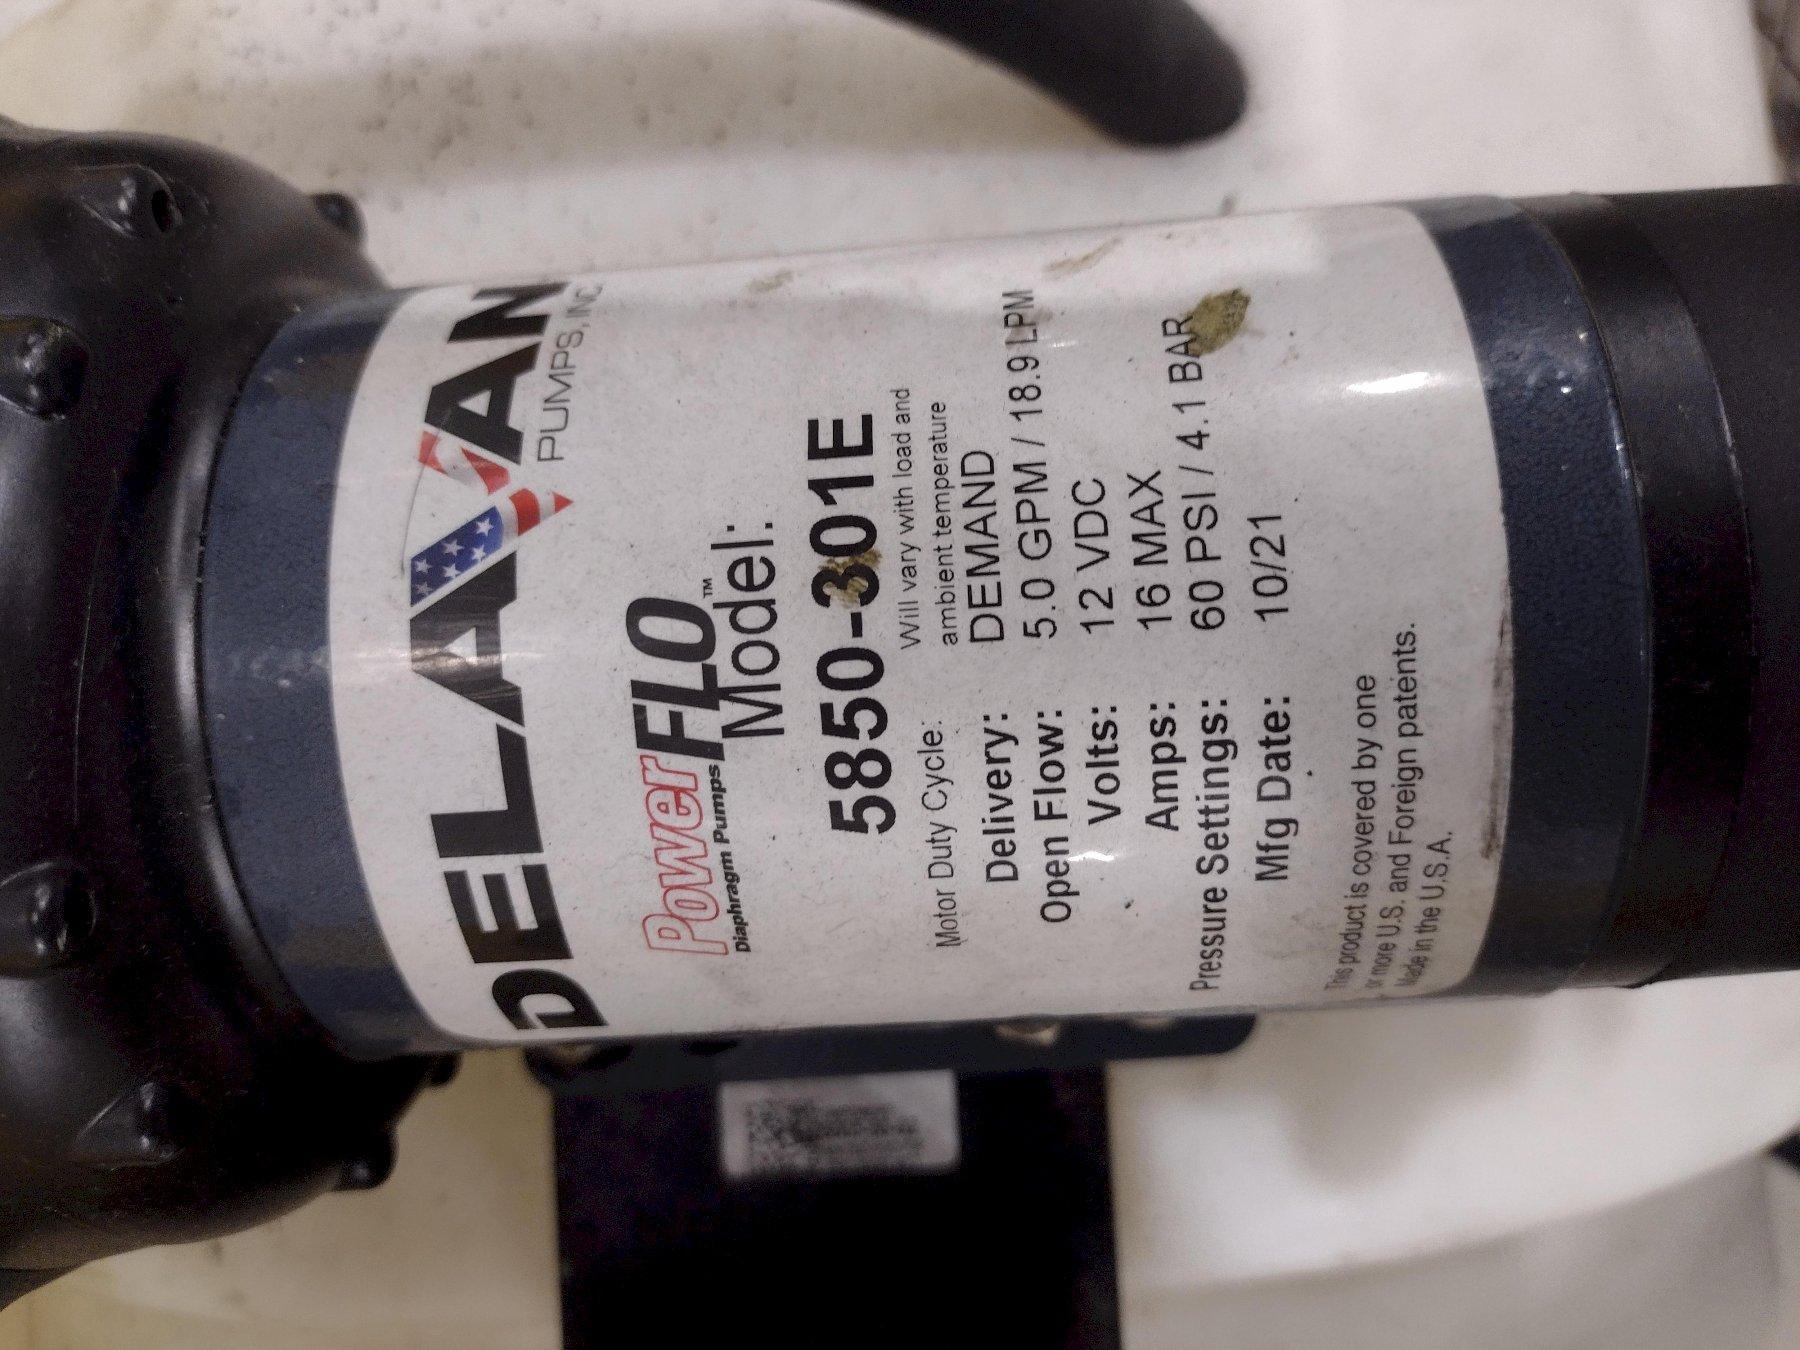 DELAVAN
PUMPS, INC
PowerFLO™
Diaphragm Pumps
Model:
5850-301E
Motor Duty Cycle: Will vary with load and
ambient temperature
Delivery: DEMAND
Open Flow: 5.0 GPM / 18.9 LPM
Volts: 12 VDC
Amps: 16 MAX
Pressure Settings: 60 PSI / 4.1 BAR
Mfg Date: 10/21
This product is covered by one
or more U.S. and Foreign patents.
Made in the U.S.A.